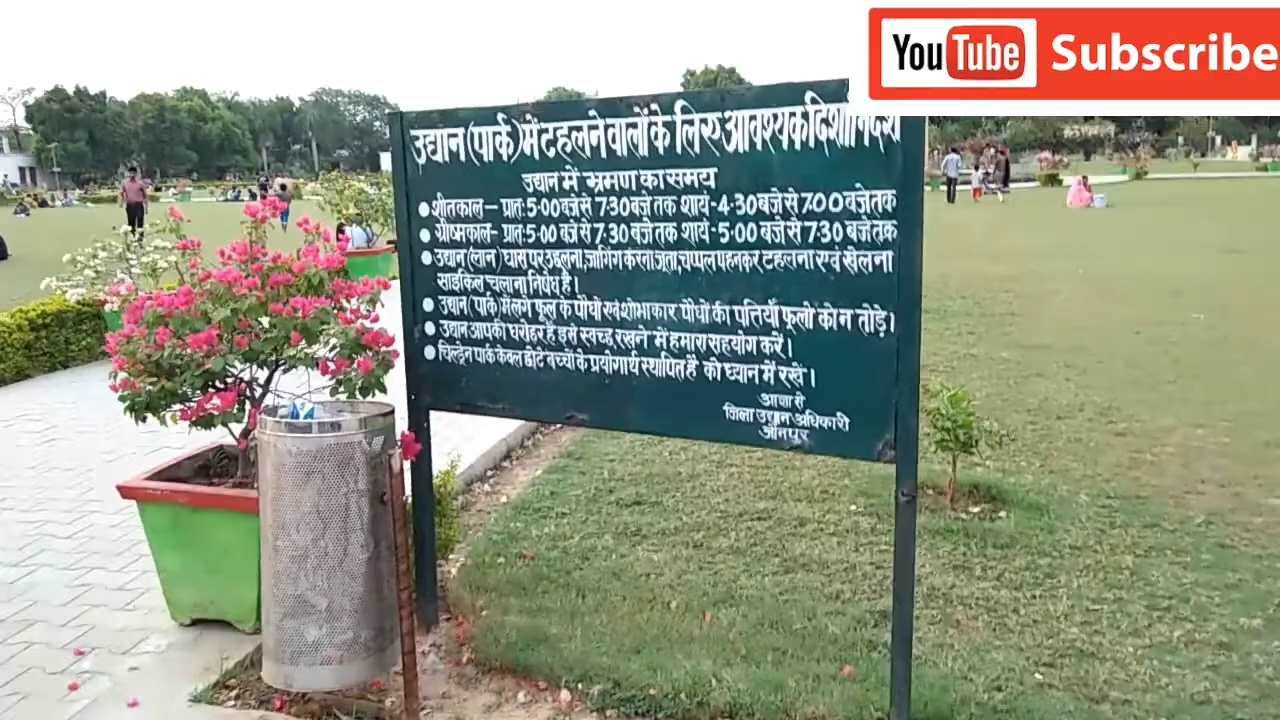 YouTube Subscribe
उद्यान (पार्क) में टहलने वालों के लिए आवश्यक दिशा निर्देश
उद्यान में भ्रमण का समय
● शीतकाल – प्रात: 5:00 बजे से 7:30 बजे तक शायं - 4:30 बजे से 7:00 बजे तक
● ग्रीष्मकाल - प्रात: 5:00 बजे से 7:30 बजे तक शायं - 5:00 बजे से 7:30 बजे तक
● उद्यान (लान) घास पर टहलना, जागिंग करना जूता, चप्पल पहनकर टहलना एवं खेलना
साइकिल चलाना निषेध है।
● उद्यान (पार्क) में लगे फूल के पौधों एवं शोभाकार पौधों की पत्तियाँ फूलों को न तोड़े।
● उद्यान आपकी धरोहर है इसे स्वच्छ रखने में हमारा सहयोग करें।
● चिल्ड्रेन पार्क केवल छोटे बच्चों के प्रयोगार्थ स्थापित है को ध्यान में रखें।
आज्ञा से
जिला उद्यान अधिकारी
जौनपुर